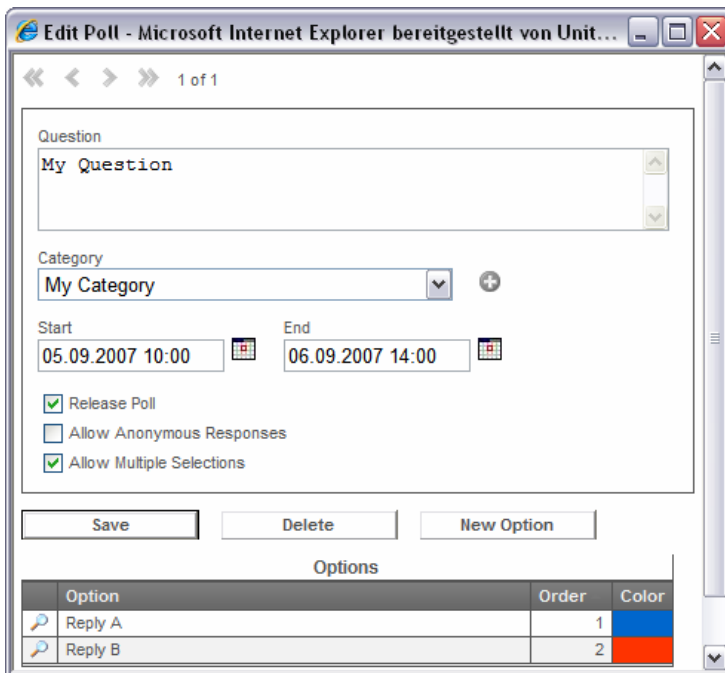 Edit Poll - Microsoft Internet Explorer bereitgestellt von Unit...
1 of 1
Question
My Question
Category
My Category
Start End
05.09.2007 10:00 06.09.2007 14:00
Release Poll
Allow Anonymous Responses
Allow Multiple Selections
Save Delete New Option
Options
Option Order Color
Reply A 1
Reply B 2